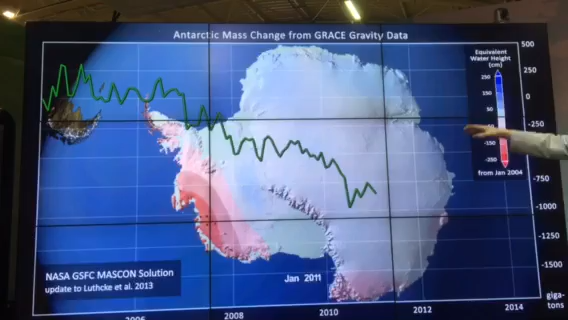 Antarctic Mass Change from GRACE Gravity Data
Equivalent
Water Height
(cm)
250
150
50
-150
-250
from Jan 2004
500
250
0
-250
-750
-1000
-1250
-1500
giga-
tons
NASA GSFC MASCON Solution
update to Luthcke et al. 2013
Jan 2011
2006
2008
2010
2012
2014